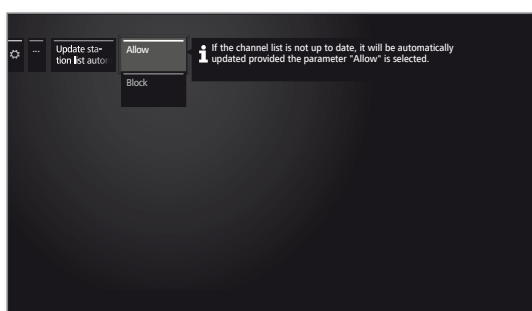 ...
Update sta-
tion list autor
Allow
Block
i
If the channel list is not up to date, it will be automatically
updated provided the parameter "Allow" is selected.